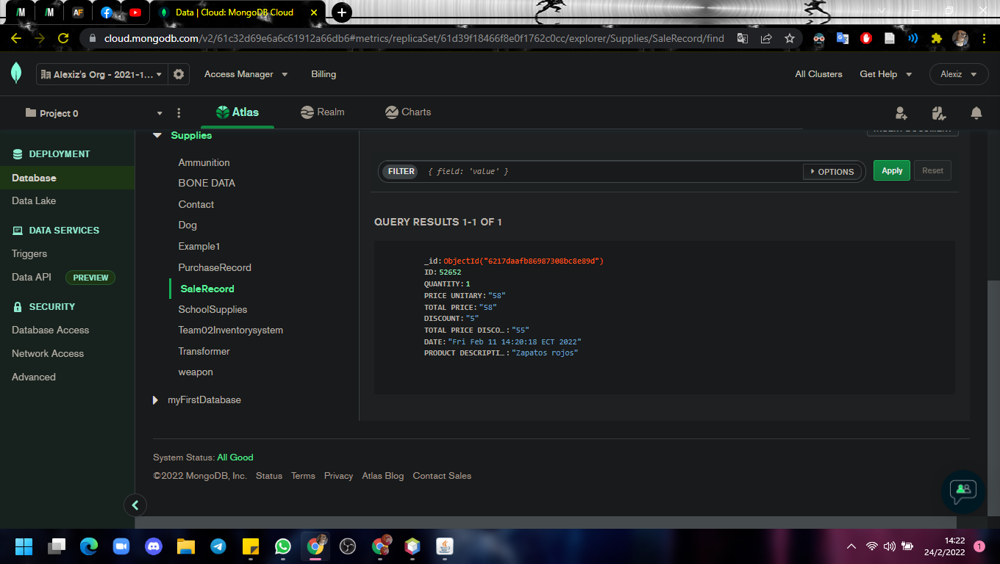 Data | Cloud: MongoDB Cloud
cloud.mongodb.com/v2/61c32d69e6a6c61912a66db6#metrics/replicaSet/61d39f18466f8e0f1762c0cc/explorer/Supplies/SaleRecord/find
Alexiz's Org - 2021-1...
Access Manager
Billing
All Clusters
Get Help
Alexiz
Project 0
Atlas
Realm
Charts
DEPLOYMENT
Database
Data Lake
DATA SERVICES
Triggers
Data API PREVIEW
SECURITY
Database Access
Network Access
Advanced
Supplies
Ammunition
BONE DATA
Contact
Dog
Example1
PurchaseRecord
SaleRecord
SchoolSupplies
Team02Inventorysystem
Transformer
weapon
myFirstDatabase
INSERT DOCUMENT
FILTER { field: 'value' } OPTIONS Apply Reset
QUERY RESULTS 1-1 OF 1
_id: ObjectId("6217daafb86987308bc8e89d")
ID: 52652
QUANTITY: 1
PRICE UNITARY: "58"
TOTAL PRICE: "58"
DISCOUNT: "5"
TOTAL PRICE DISCO…: "55"
DATE: "Fri Feb 11 14:20:18 ECT 2022"
PRODUCT DESCRIPTI…: "Zapatos rojos"
System Status: All Good
©2022 MongoDB, Inc. Status Terms Privacy Atlas Blog Contact Sales
14:22
24/2/2022
1